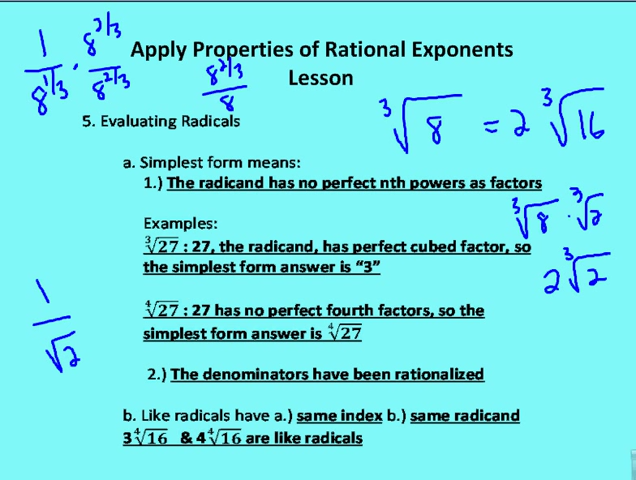 Apply Properties of Rational Exponents
Lesson
1/8^1/3 · 8^2/3/8^2/3
8^2/3/8
∛8 = 2 ∛16
5. Evaluating Radicals
a. Simplest form means:
1.) The radicand has no perfect nth powers as factors
∛8 · ∛2
Examples:
∛27 : 27, the radicand, has perfect cubed factor, so
the simplest form answer is “3”
2∛2
1/√2
∜27 : 27 has no perfect fourth factors, so the
simplest form answer is ∜27
2.) The denominators have been rationalized
b. Like radicals have a.) same index b.) same radicand
3∜16 & 4∜16 are like radicals